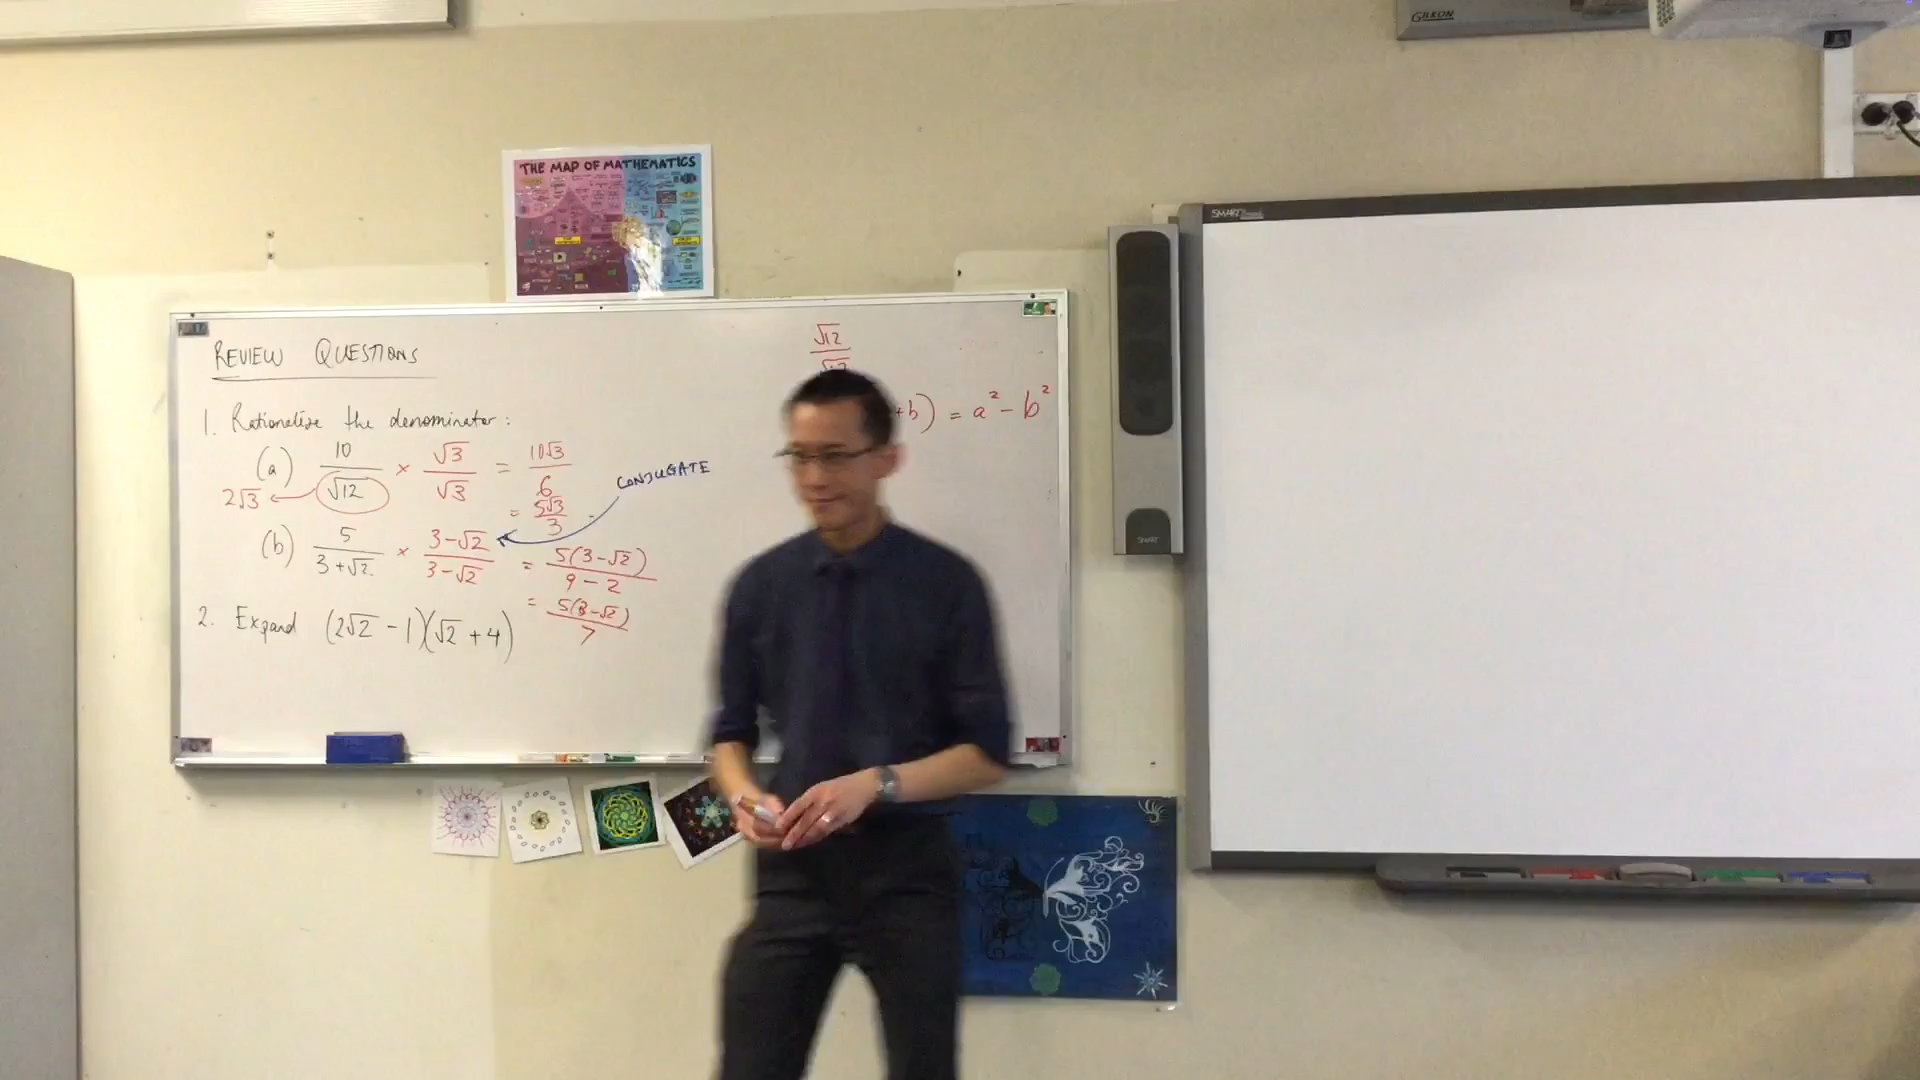 GILKON
THE MAP OF MATHEMATICS
SMART
REVIEW QUESTIONS
1. Rationalise the denominator:
(a) 10/√12 × √3/√3 = 10√3/6
2√3
= 5√3/3
CONJUGATE
(b) 5/(3+√2) × (3-√2)/(3-√2) = 5(3-√2)/(9-2)
= 5(3-√2)/7
2. Expand (2√2 - 1)(√2 + 4)
√12
+b) = a² - b²
SMART